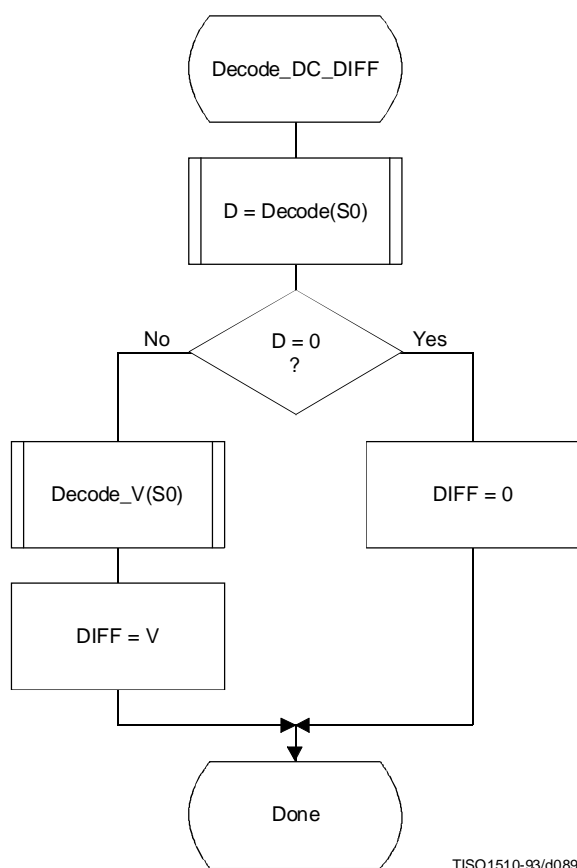 Decode_DC_DIFF
D = Decode(S0)
No
D = 0
?
Yes
Decode_V(S0)
DIFF = 0
DIFF = V
Done
TISO1510-93/d089